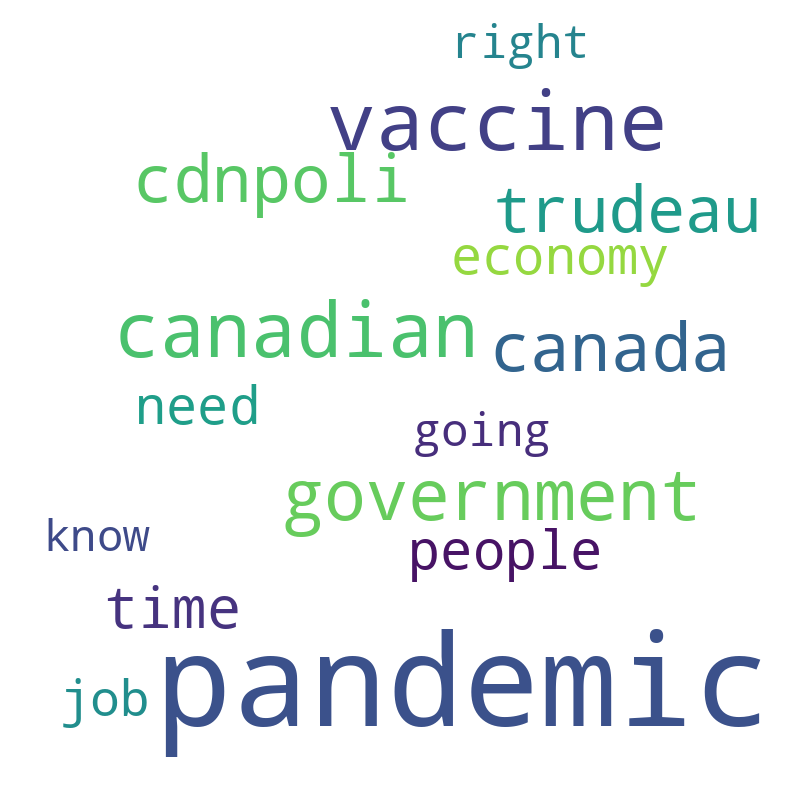 right
vaccine
cdnpoli
trudeau
economy
canadian
canada
need
going
government
know
people
time
pandemic
job